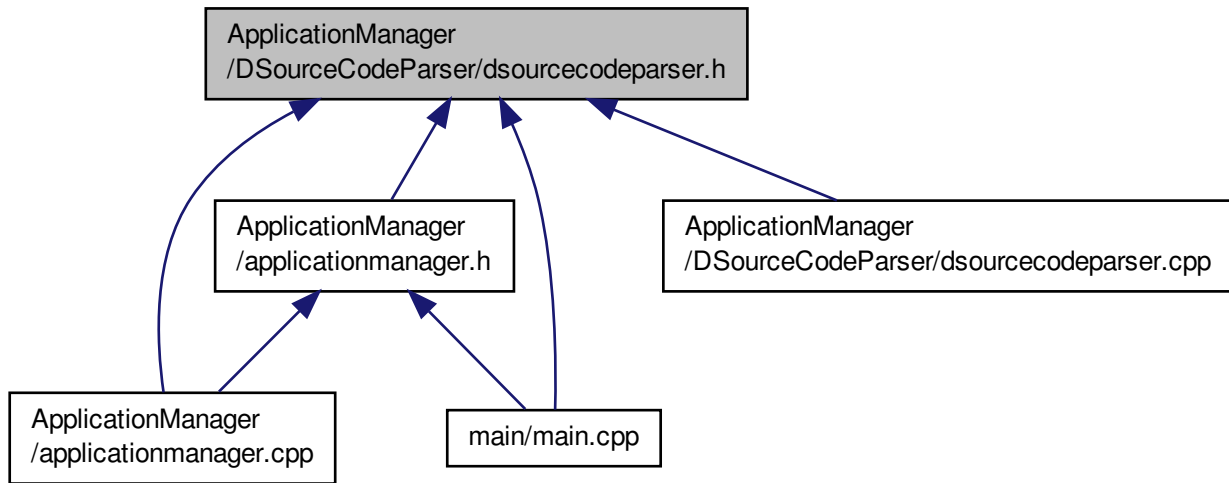 ApplicationManager
/DSourceCodeParser/dsourcecodeparser.h
ApplicationManager
/applicationmanager.h
ApplicationManager
/DSourceCodeParser/dsourcecodeparser.cpp
ApplicationManager
/applicationmanager.cpp
main/main.cpp